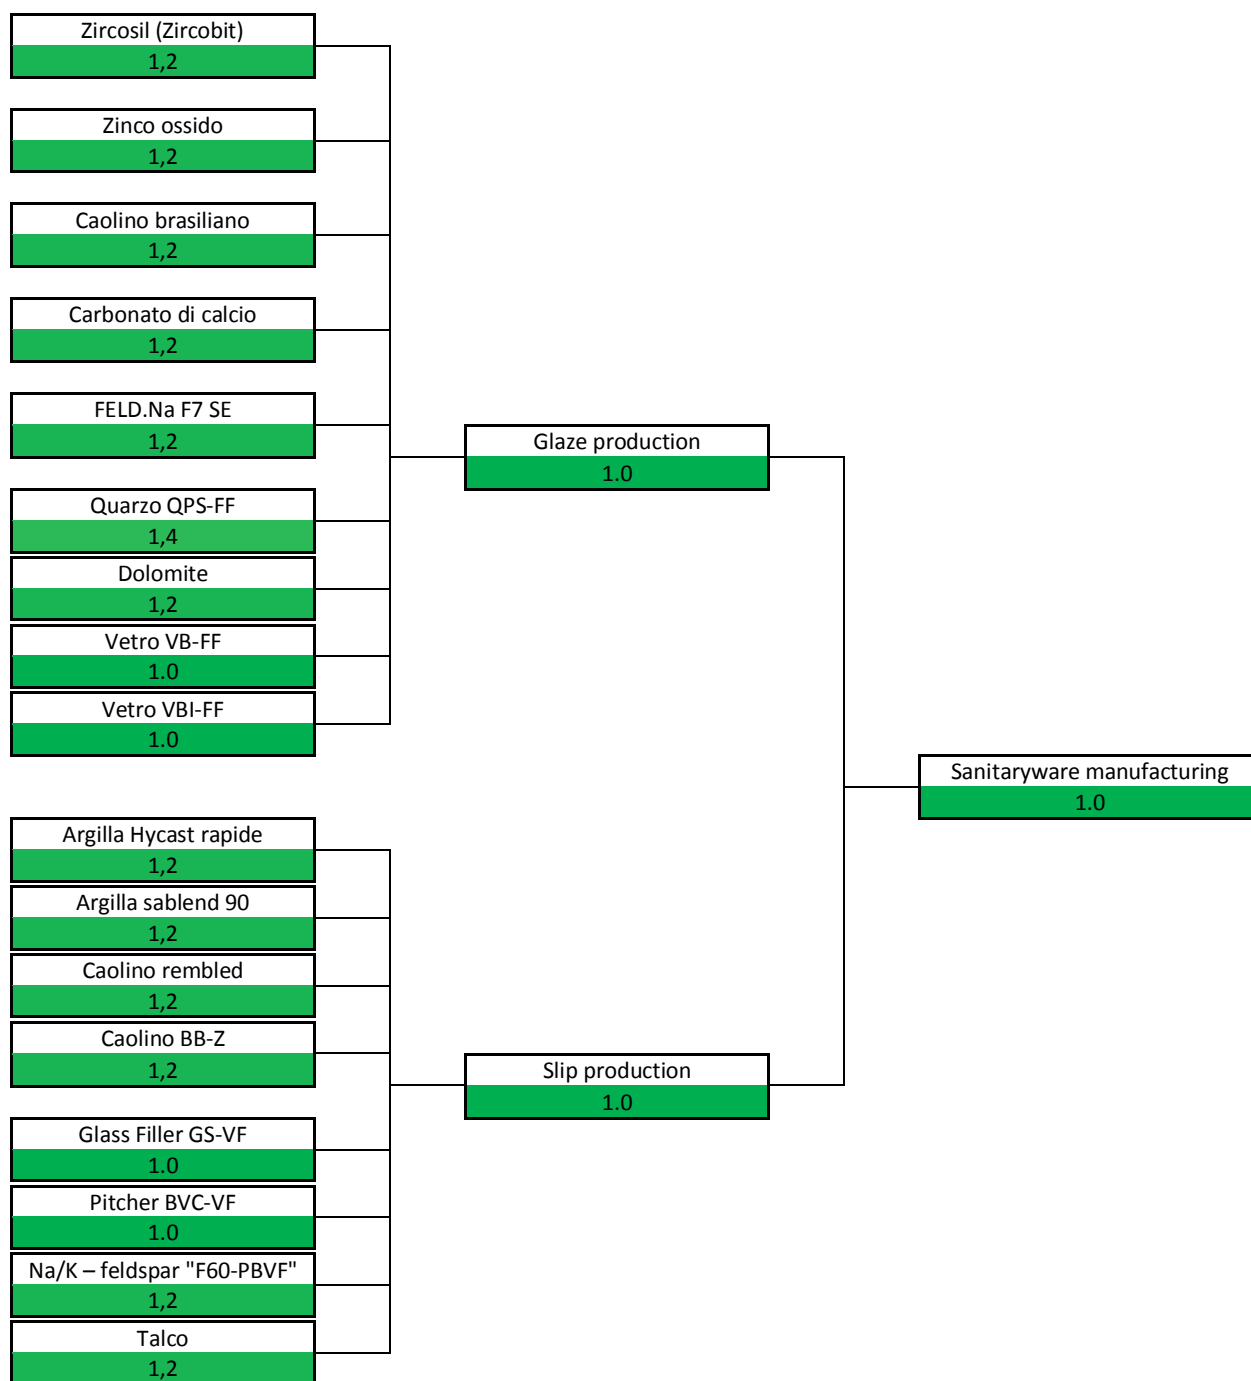 Zircosil (Zircobit)
1,2
Zinco ossido
1,2
Caolino brasiliano
1,2
Carbonato di calcio
1,2
FELD.Na F7 SE
1,2
Quarzo QPS-FF
1,4
Dolomite
1,2
Vetro VB-FF
1.0
Vetro VBI-FF
1.0
Glaze production
1.0
Argilla Hycast rapide
1,2
Argilla sablend 90
1,2
Caolino rembled
1,2
Caolino BB-Z
1,2
Glass Filler GS-VF
1.0
Pitcher BVC-VF
1.0
Na/K – feldspar "F60-PBVF"
1,2
Talco
1,2
Slip production
1.0
Sanitaryware manufacturing
1.0